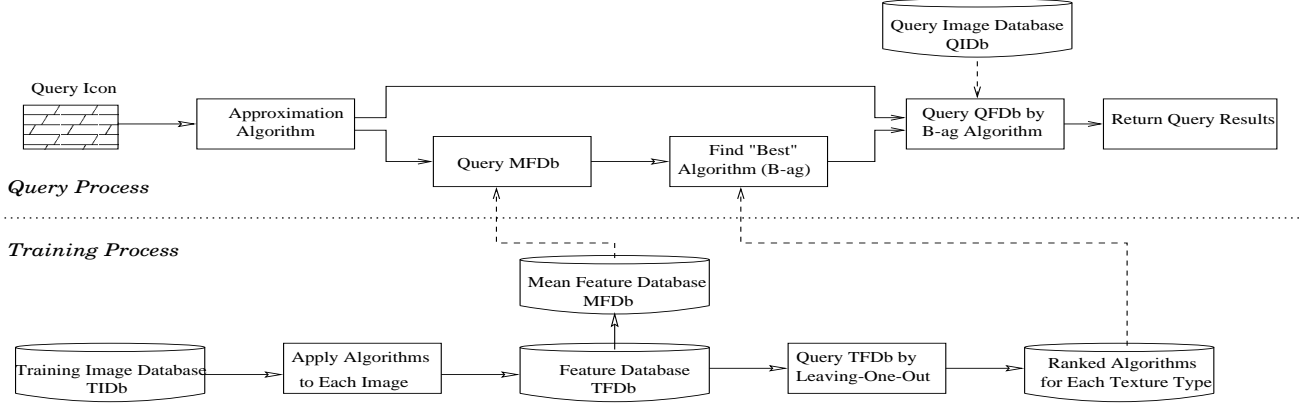 Query Image Database
QIDb
Query Icon
Approximation
Algorithm
Query QFDb by
B-ag Algorithm
Return Query Results
Query MFDb
Find "Best"
Algorithm (B-ag)
Query Process
Training Process
Mean Feature Database
MFDb
Training Image Database
TIDb
Apply Algorithms
to Each Image
Feature Database
TFDb
Query TFDb by
Leaving-One-Out
Ranked Algorithms
for Each Texture Type